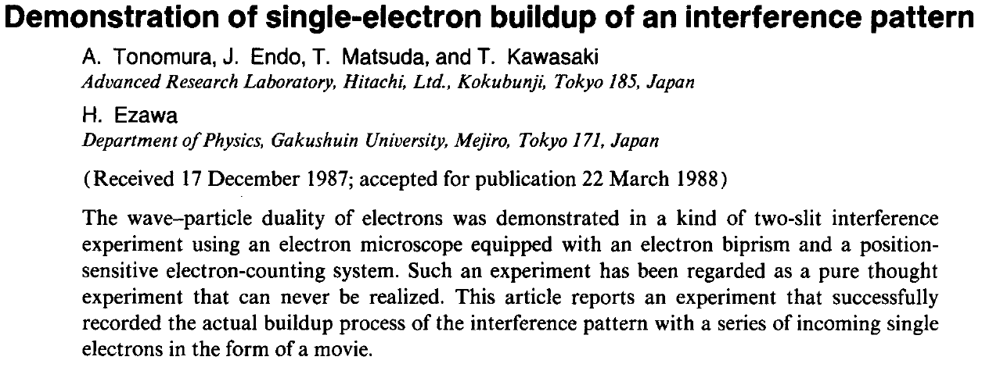 Demonstration of single-electron buildup of an interference pattern
A. Tonomura, J. Endo, T. Matsuda, and T. Kawasaki
Advanced Research Laboratory, Hitachi, Ltd., Kokubunji, Tokyo 185, Japan
H. Ezawa
Department of Physics, Gakushuin University, Mejiro, Tokyo 171, Japan
(Received 17 December 1987; accepted for publication 22 March 1988)
The wave–particle duality of electrons was demonstrated in a kind of two-slit interference
experiment using an electron microscope equipped with an electron biprism and a position-
sensitive electron-counting system. Such an experiment has been regarded as a pure thought
experiment that can never be realized. This article reports an experiment that successfully
recorded the actual buildup process of the interference pattern with a series of incoming single
electrons in the form of a movie.